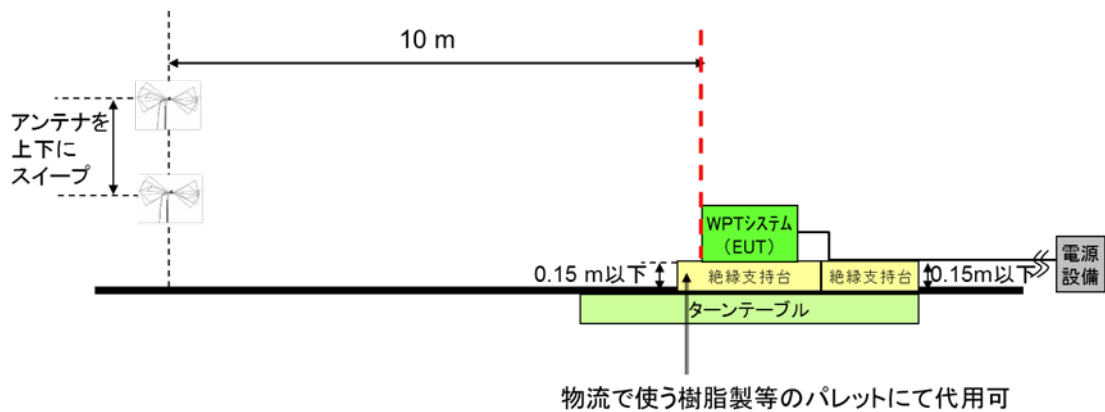 10 m
アンテナを
上下に
スイープ
WPTシステム
（EUT）
電源
設備
0.15 m以下
絶縁支持台
絶縁支持台
0.15m以下
ターンテーブル
物流で使う樹脂製等のパレットにて代用可